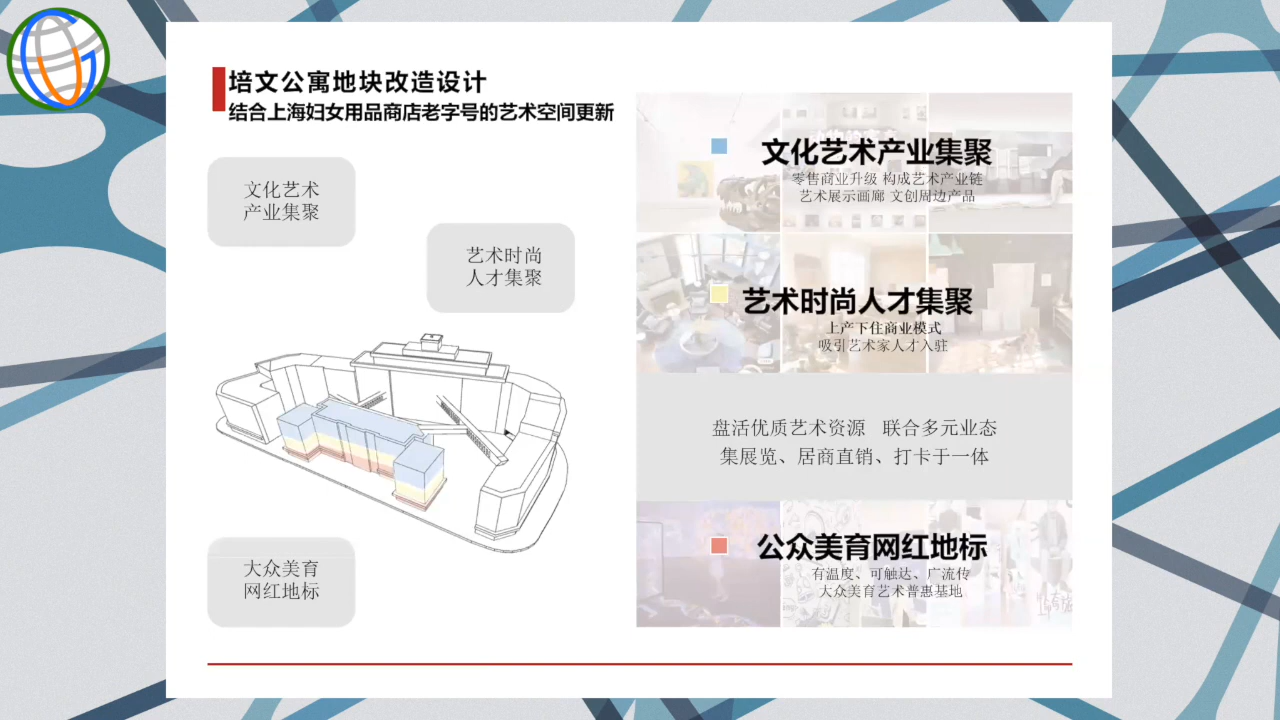 培文公寓地块改造设计
结合上海妇女用品商店老字号的艺术空间更新
文化艺术
产业集聚
艺术时尚
人才集聚
大众美育
网红地标
文化艺术产业集聚
零售商业升级 构成艺术产业链
艺术展示画廊 文创周边产品
艺术时尚人才集聚
上产下住商业模式
吸引艺术家人才入驻
盘活优质艺术资源 联合多元业态
集展览、居商直销、打卡于一体
公众美育网红地标
有温度、可触达、广流传
大众美育艺术普惠基地